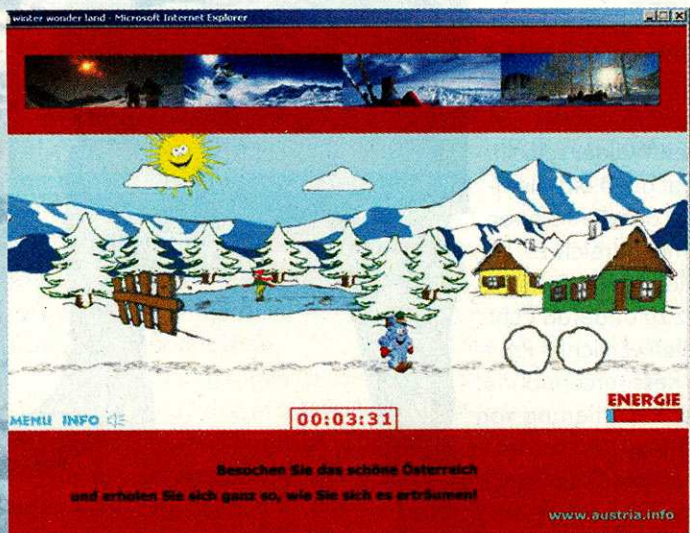 winter wonder land - Microsoft Internet Explorer
MENU INFO
00:03:31
ENERGIE
Besuchen Sie das schöne Österreich
und erholen Sie sich ganz so, wie Sie sich es erträumen!
www.austria.info